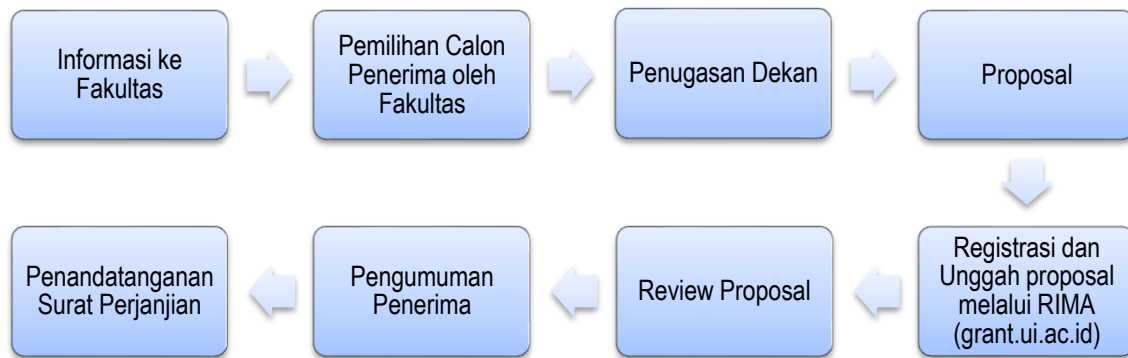 Informasi ke
Fakultas
Pemilihan Calon
Penerima oleh
Fakultas
Penugasan Dekan
Proposal
Registrasi dan
Unggah proposal
melalui RIMA
(grant.ui.ac.id)
Review Proposal
Pengumuman
Penerima
Penandatanganan
Surat Perjanjian